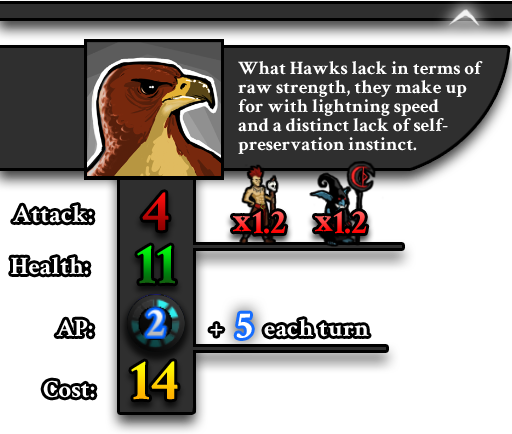 What Hawks lack in terms of
raw strength, they make up
for with lightning speed
and a distinct lack of self-
preservation instinct.
Attack: 4 x1.2 x1.2
Health: 11
AP: 2 + 5 each turn
Cost: 14